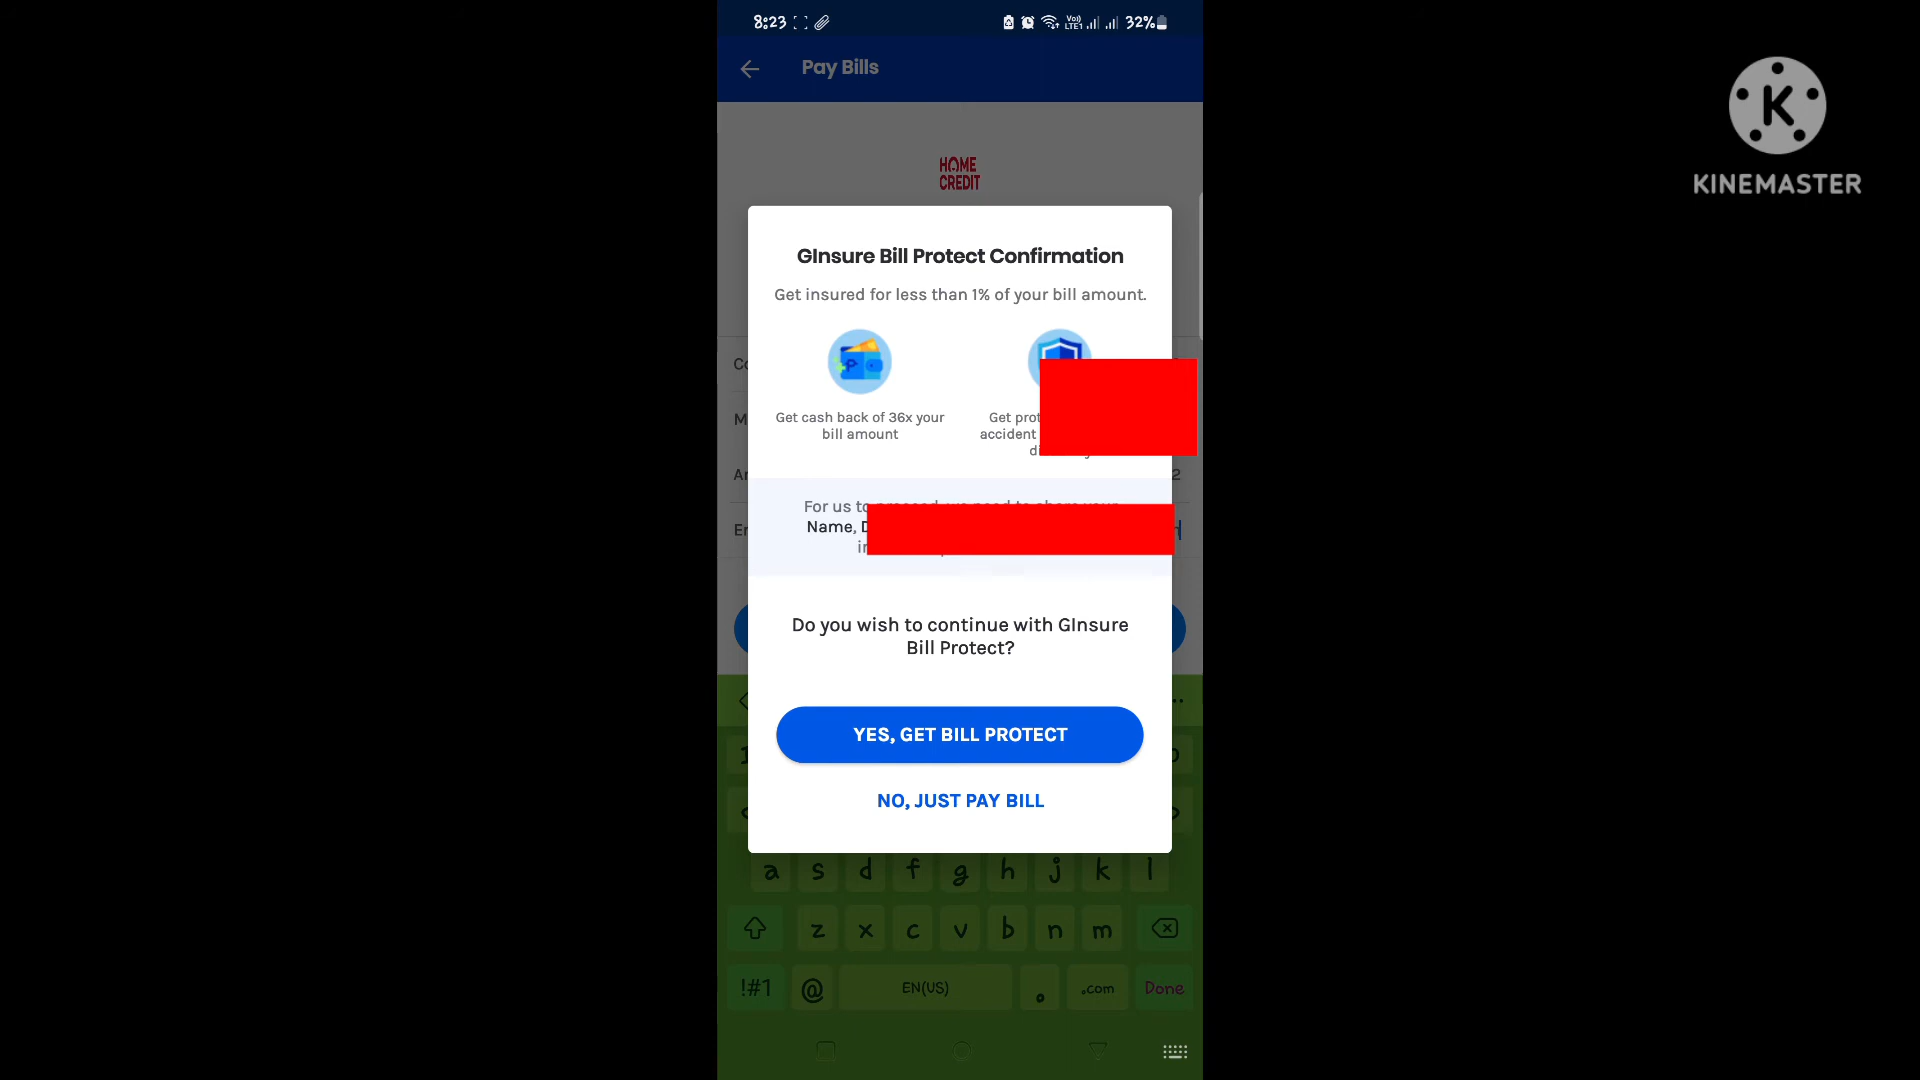 8:23
Vo))
LTE1
32%
Pay Bills
KINEMASTER
HOME
CREDIT
GInsure Bill Protect Confirmation
Get insured for less than 1% of your bill amount.
Get cash back of 36x your
bill amount
Get
accident
For us to
Name,
Do you wish to continue with GInsure
Bill Protect?
YES, GET BILL PROTECT
NO, JUST PAY BILL
a s d f g h j k l
z x c v b n m
!#1 @ EN(US) . .com Done